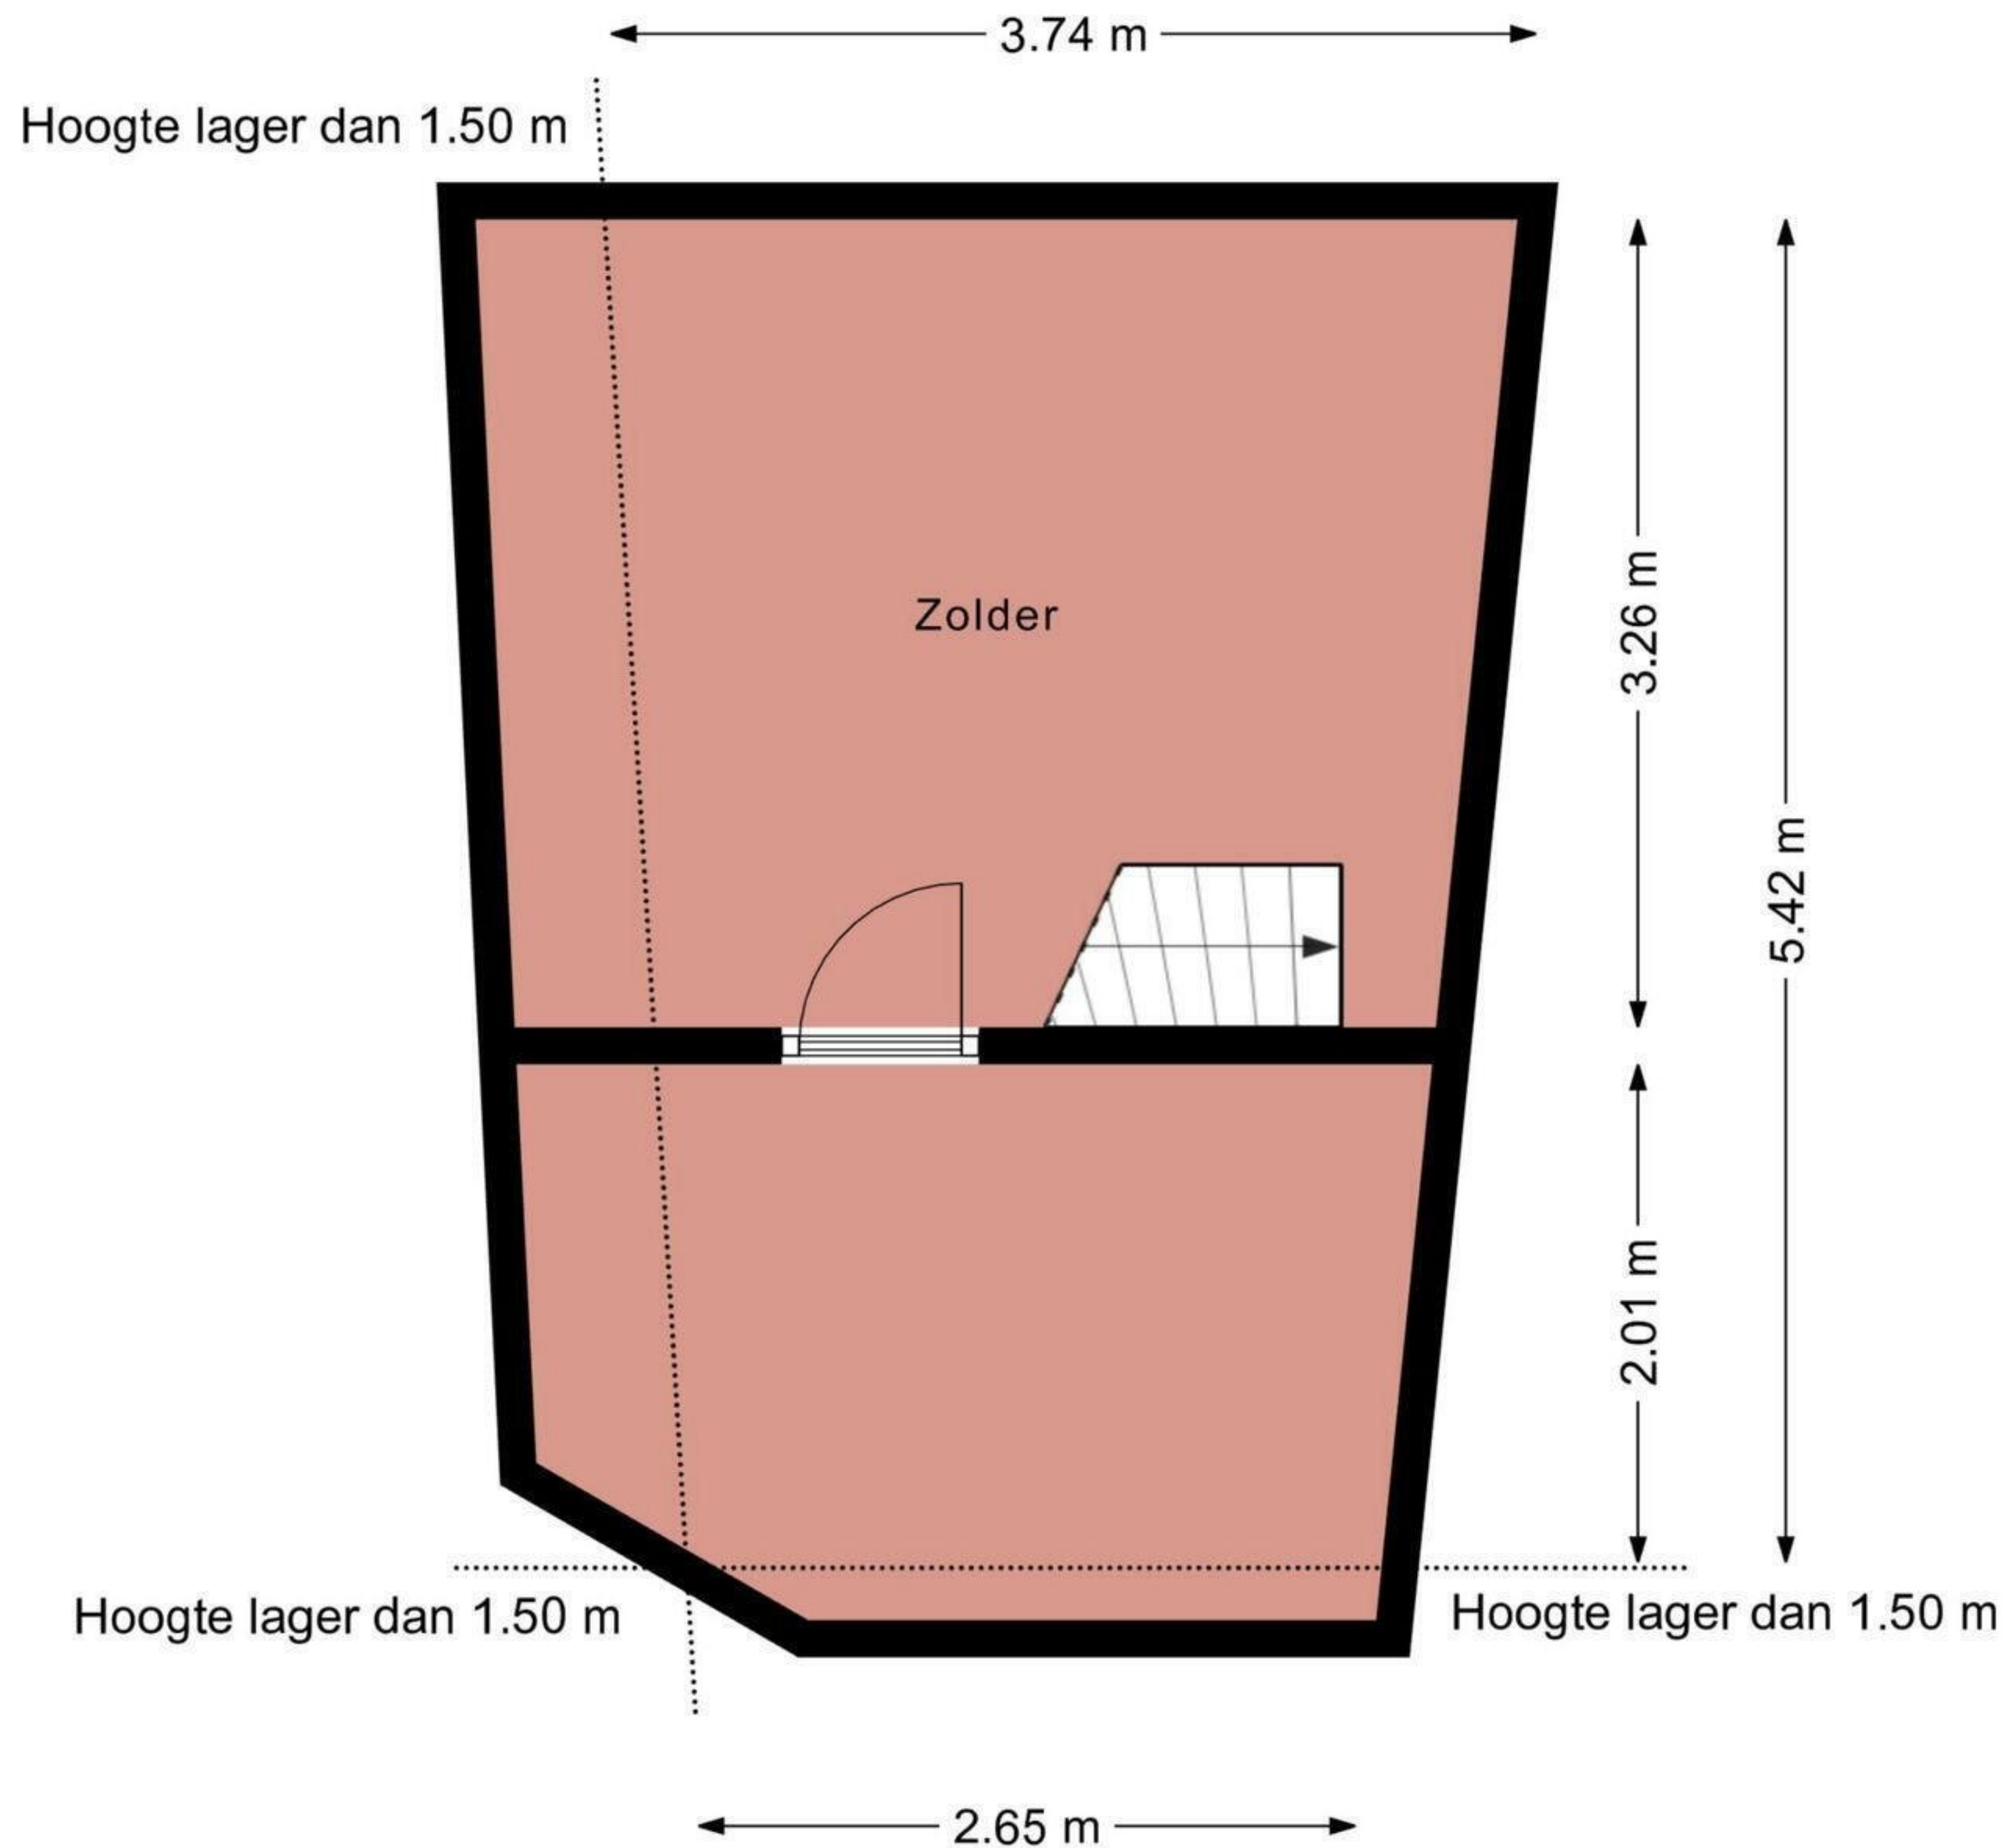 3.74 m
Hoogte lager dan 1.50 m
Zolder
3.26 m
5.42 m
2.01 m
Hoogte lager dan 1.50 m
Hoogte lager dan 1.50 m
2.65 m